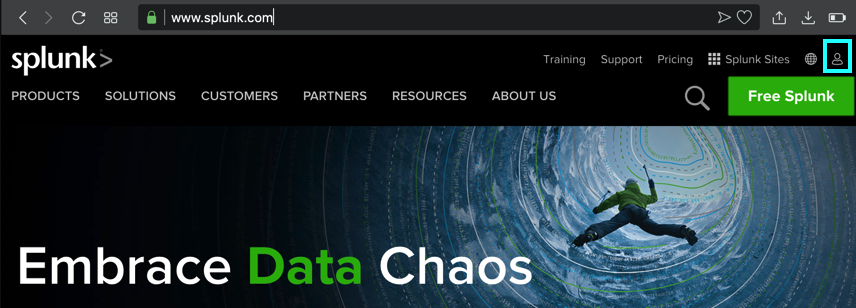 www.splunk.com
splunk>
Training Support Pricing Splunk Sites
PRODUCTS SOLUTIONS CUSTOMERS PARTNERS RESOURCES ABOUT US
Free Splunk
Embrace Data Chaos